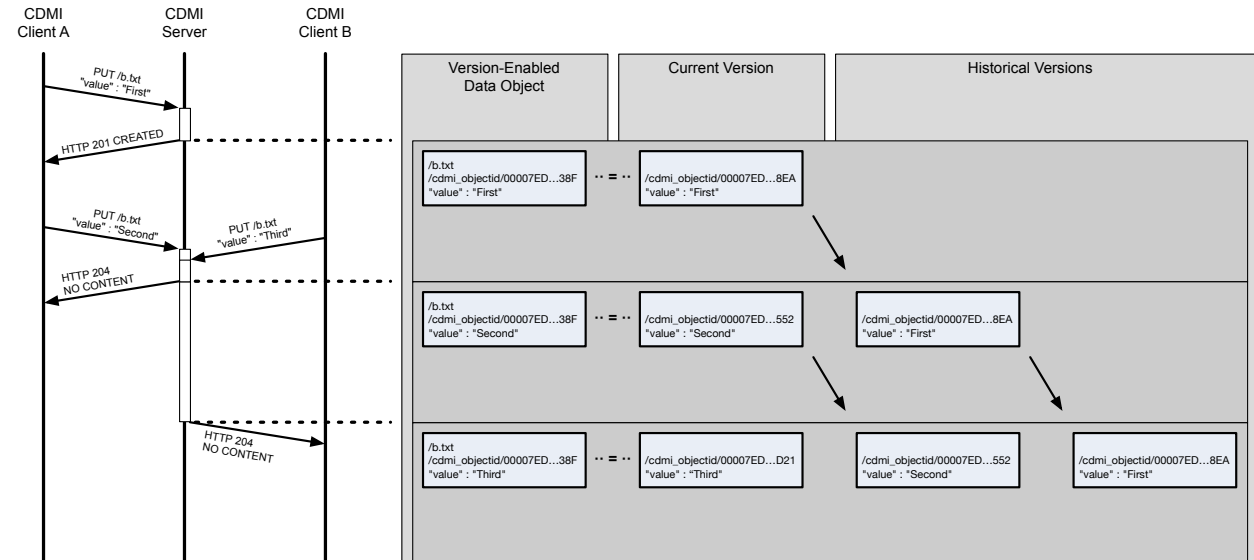 CDMI
Client A
CDMI
Server
CDMI
Client B
PUT /b.txt
"value" : "First"
HTTP 201 CREATED
PUT /b.txt
"value" : "Second"
PUT /b.txt
"value" : "Third"
HTTP 204
NO CONTENT
HTTP 204
NO CONTENT
Version-Enabled
Data Object
Current Version
Historical Versions
/b.txt
/cdmi_objectid/00007ED…38F
"value" : "First"
·· = ··
/cdmi_objectid/00007ED…8EA
"value" : "First"
/b.txt
/cdmi_objectid/00007ED…38F
"value" : "Second"
·· = ··
/cdmi_objectid/00007ED…552
"value" : "Second"
/cdmi_objectid/00007ED…8EA
"value" : "First"
/b.txt
/cdmi_objectid/00007ED…38F
"value" : "Third"
·· = ··
/cdmi_objectid/00007ED…D21
"value" : "Third"
/cdmi_objectid/00007ED…552
"value" : "Second"
/cdmi_objectid/00007ED…8EA
"value" : "First"